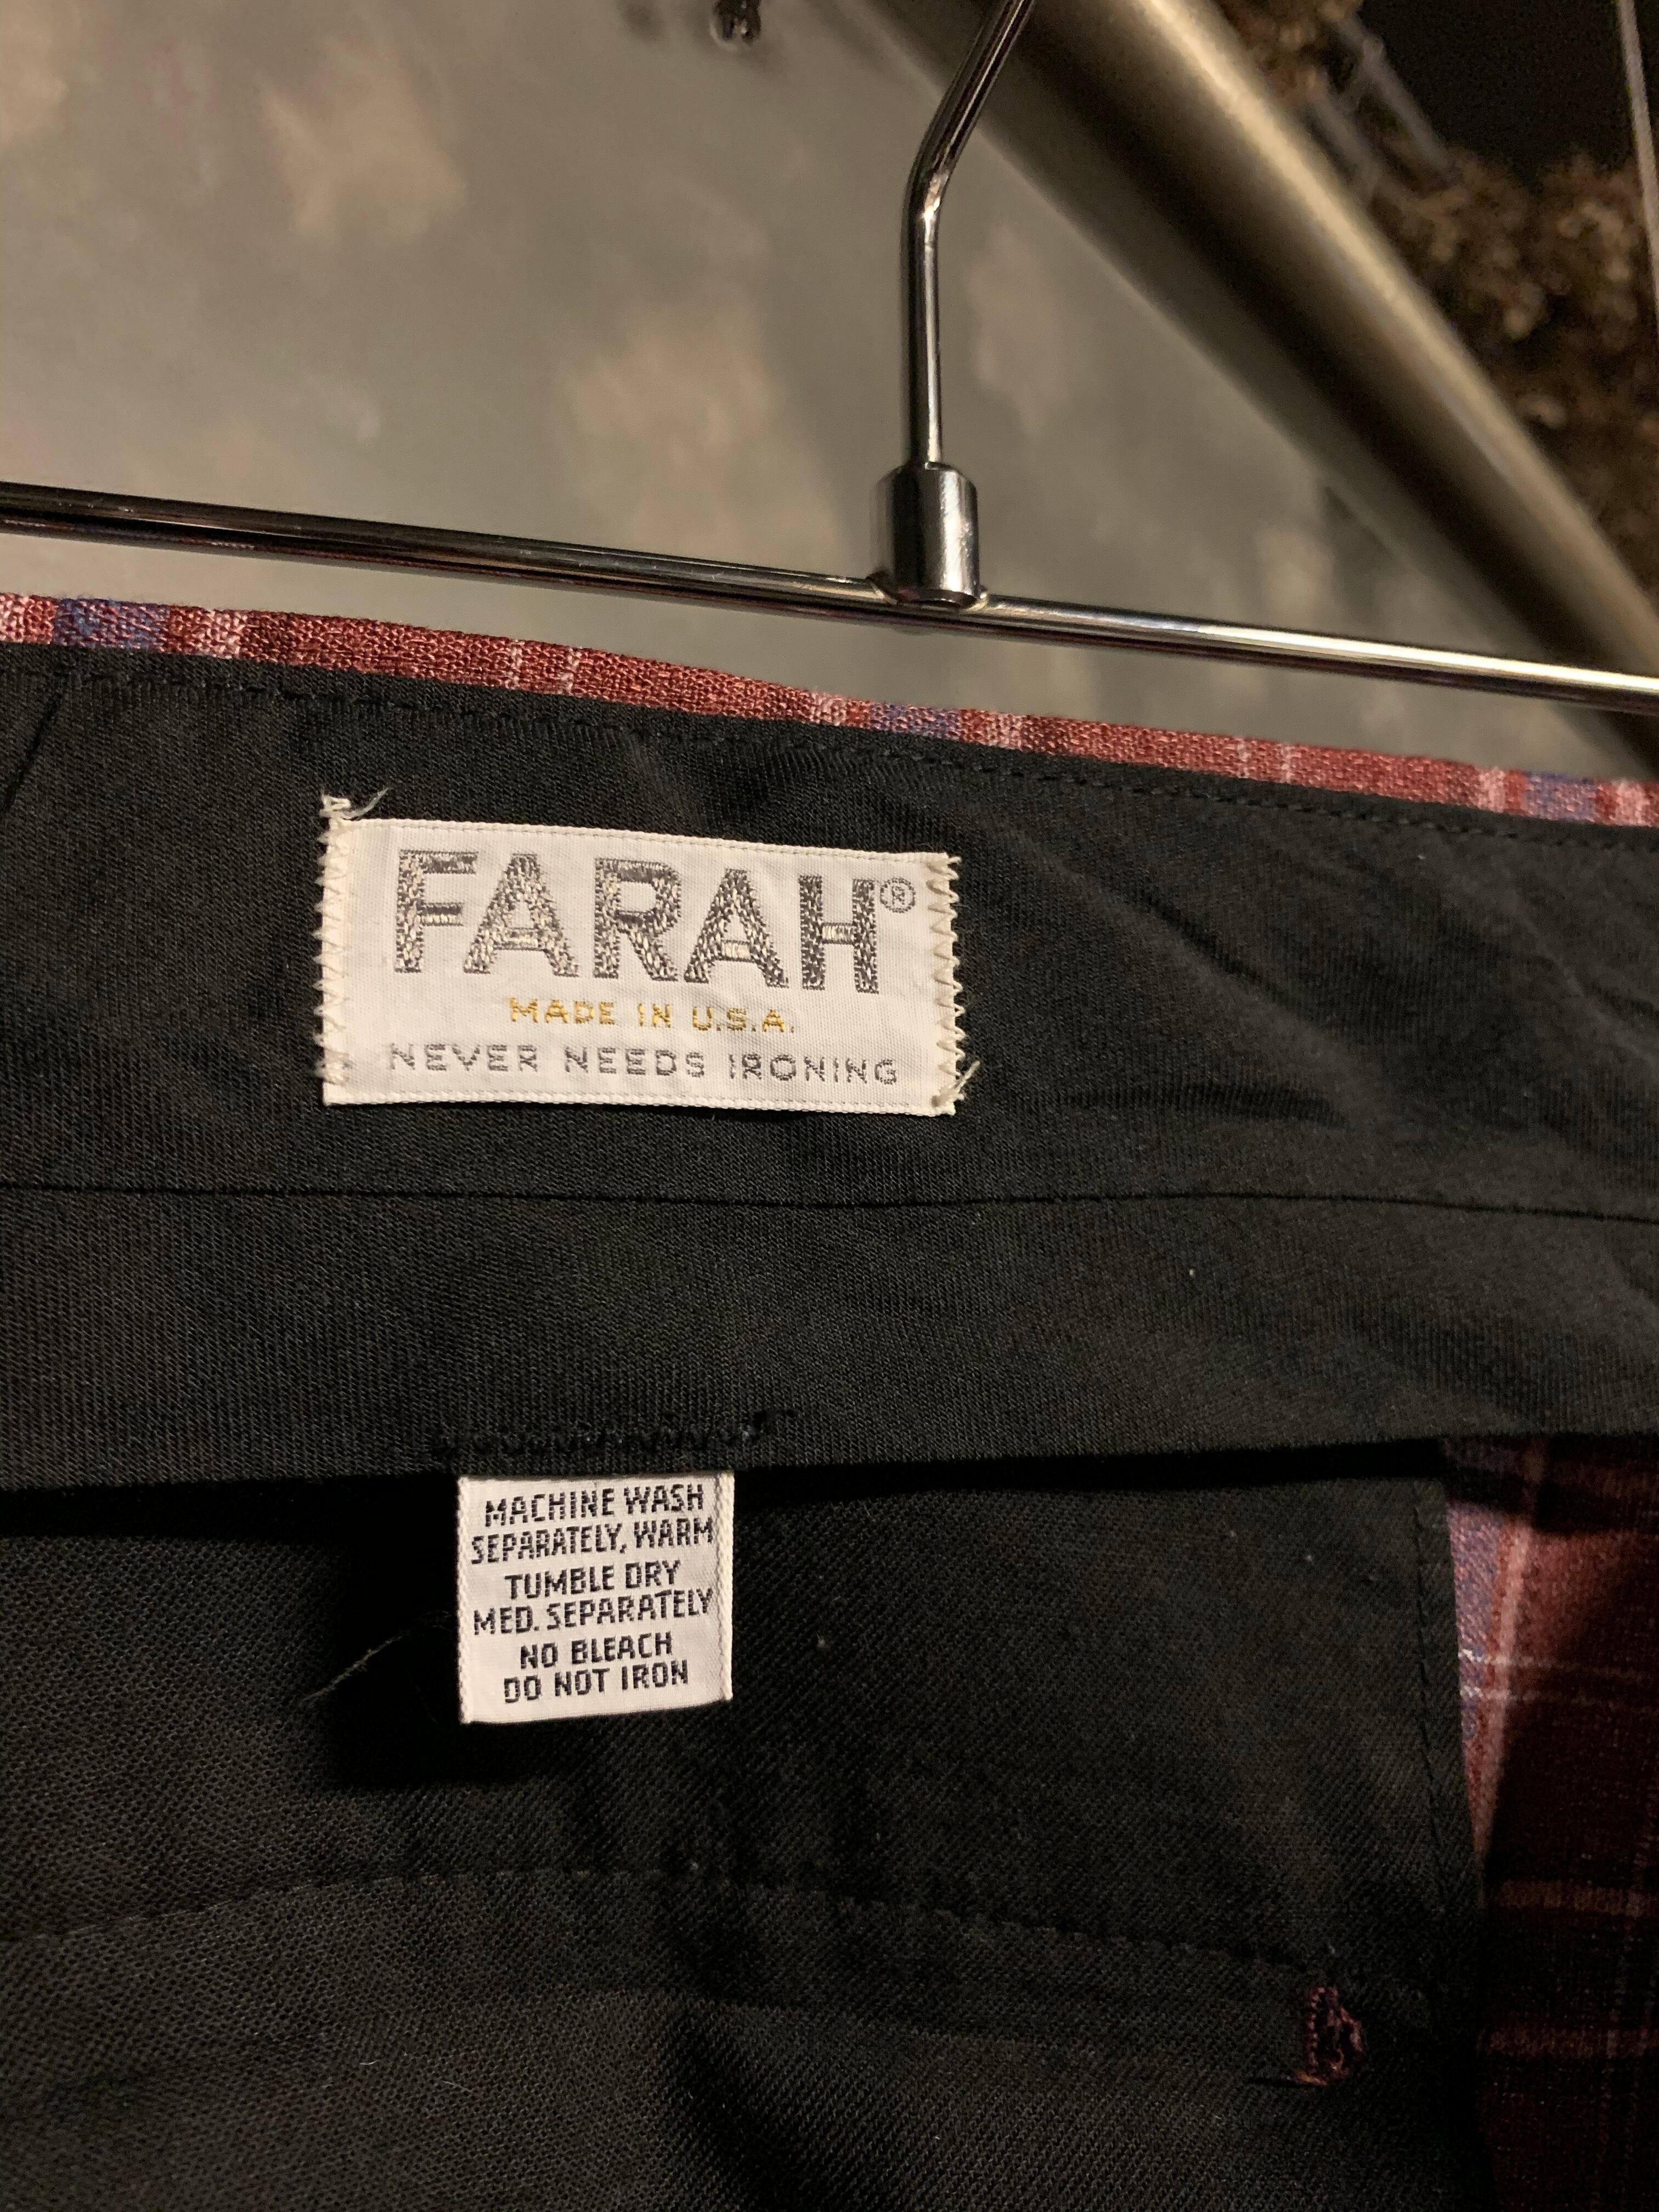 FARAH®
MADE IN U.S.A.
NEVER NEEDS IRONING
MACHINE WASH
SEPARATELY, WARM
TUMBLE DRY
MED. SEPARATELY
NO BLEACH
DO NOT IRON